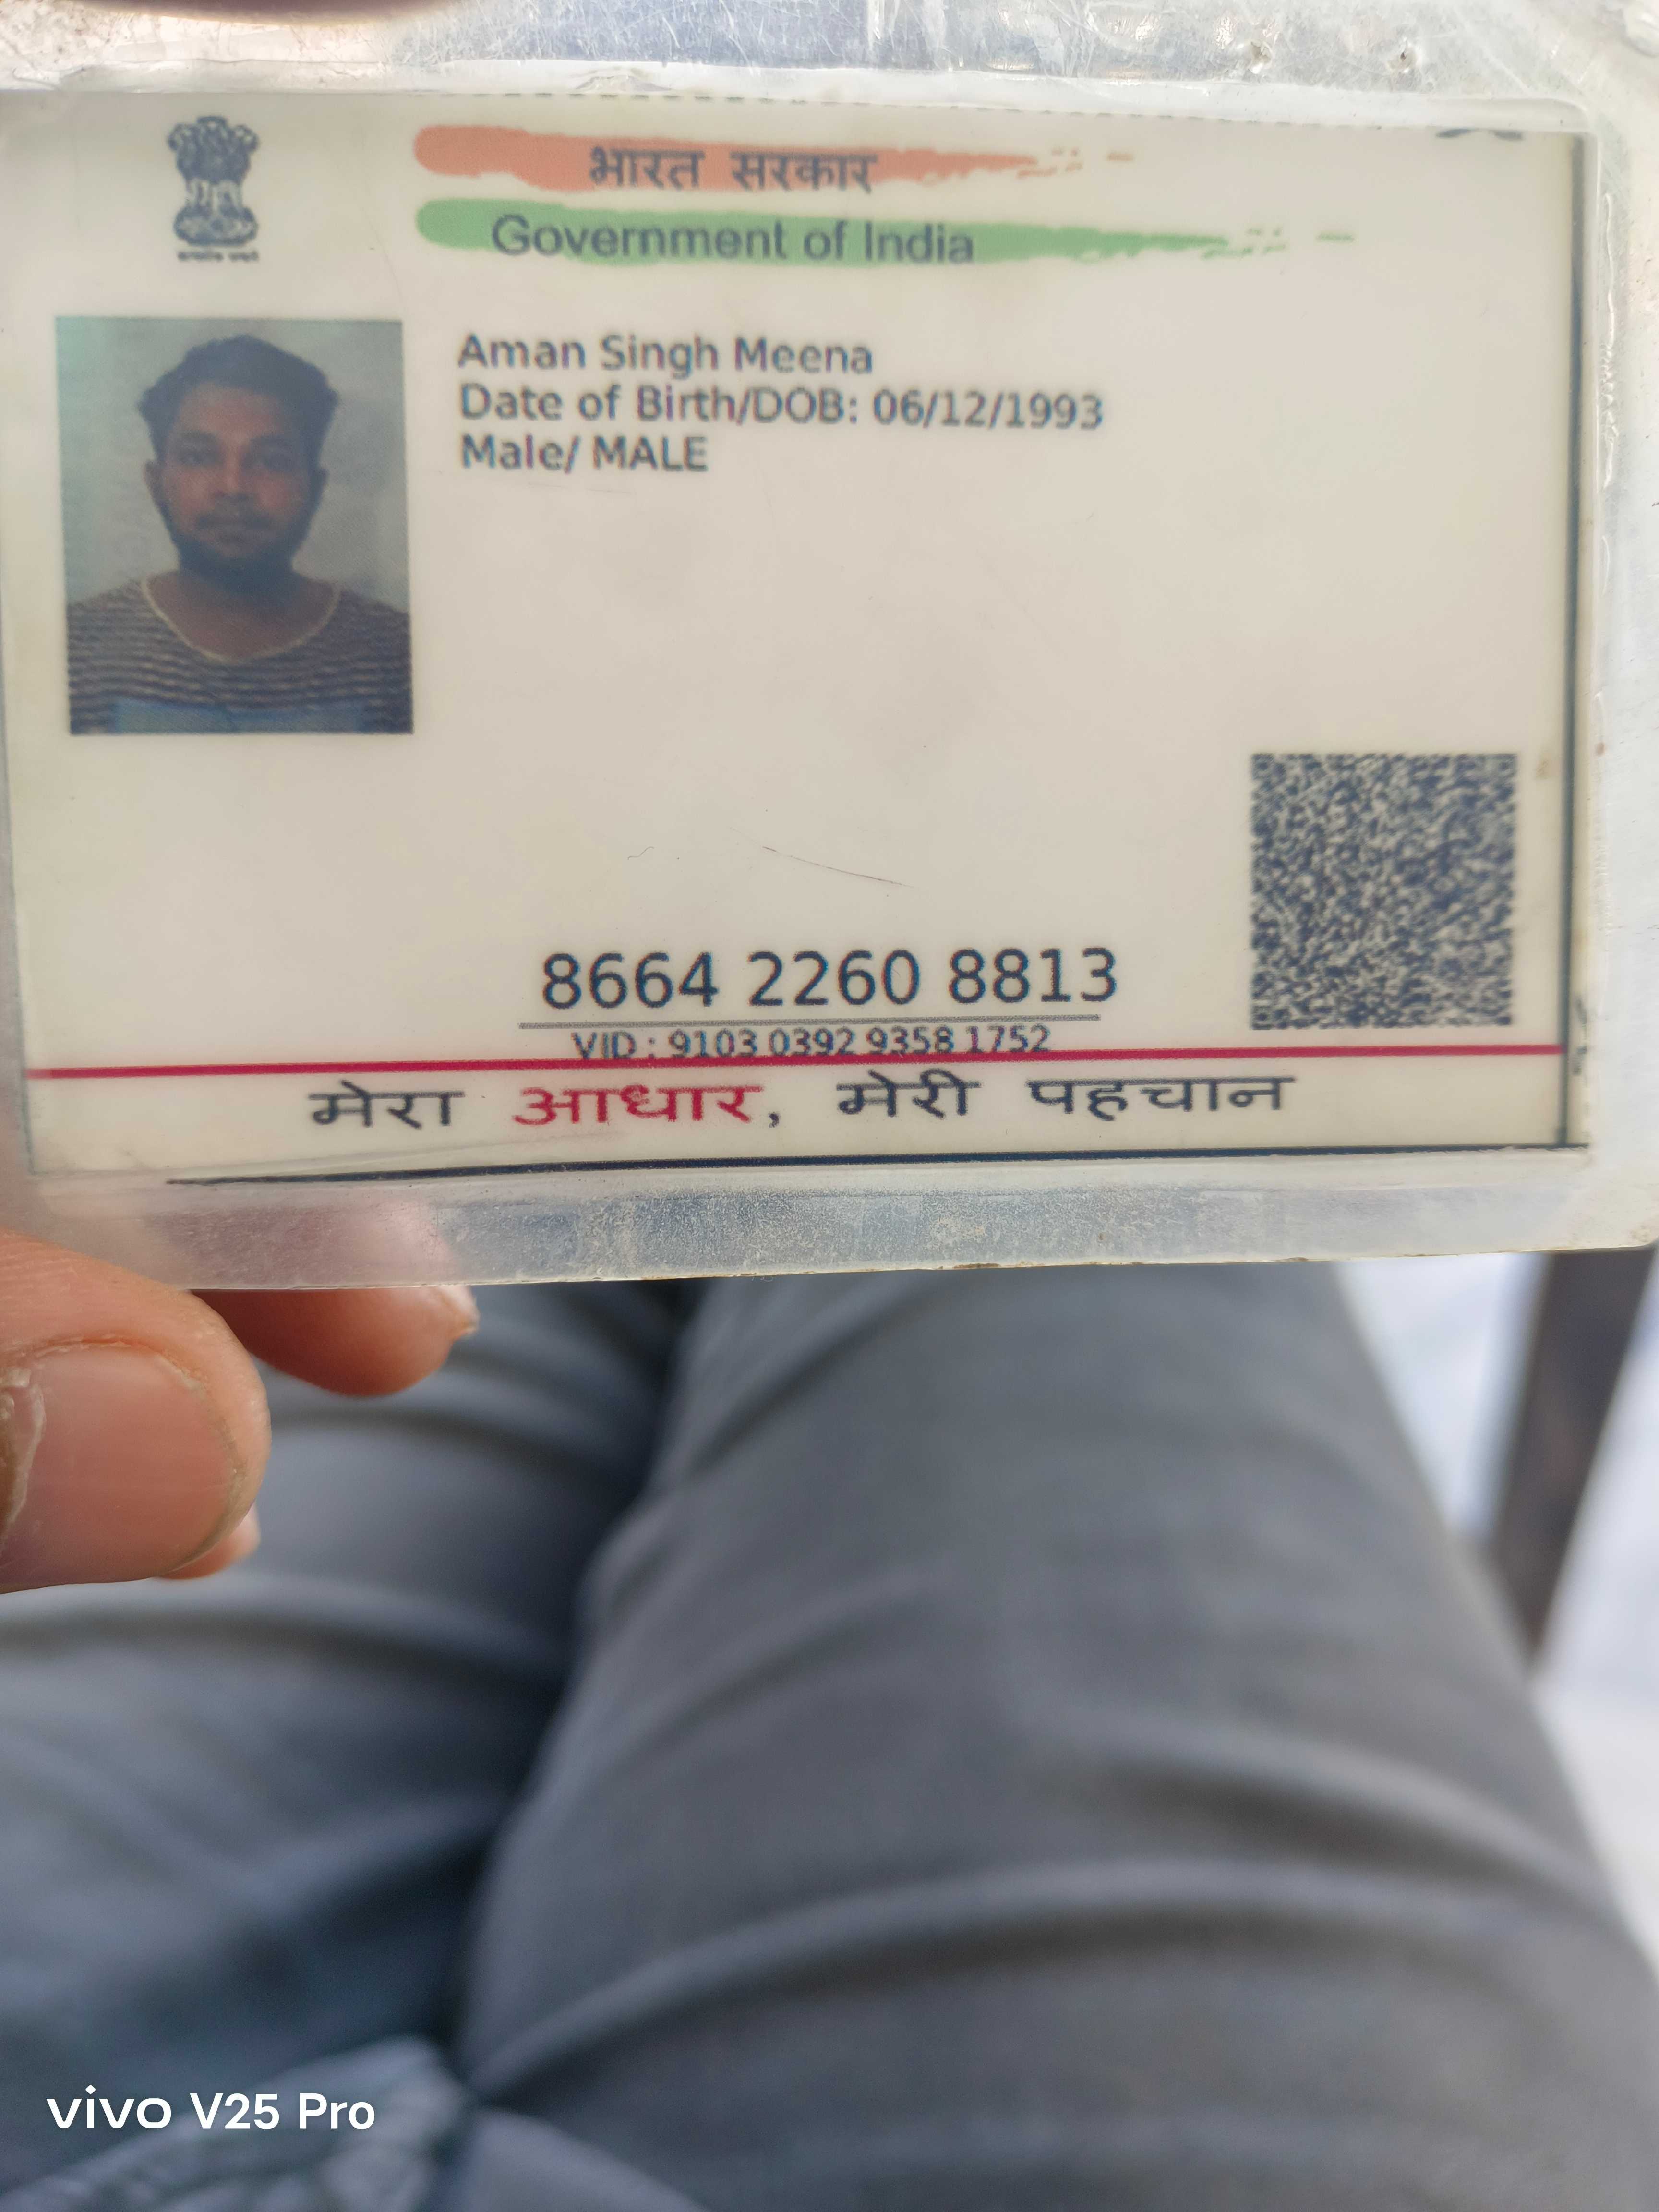 भारत सरकार
Government of India
Aman Singh Meena
Date of Birth/DOB: 06/12/1993
Male/ MALE
8664 2260 8813
VID : 9103 0392 9358 1752
मेरा आधार, मेरी पहचान
vivo V25 Pro